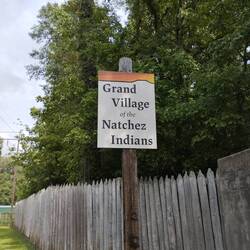 Grand
Village
of the
Natchez
Indians